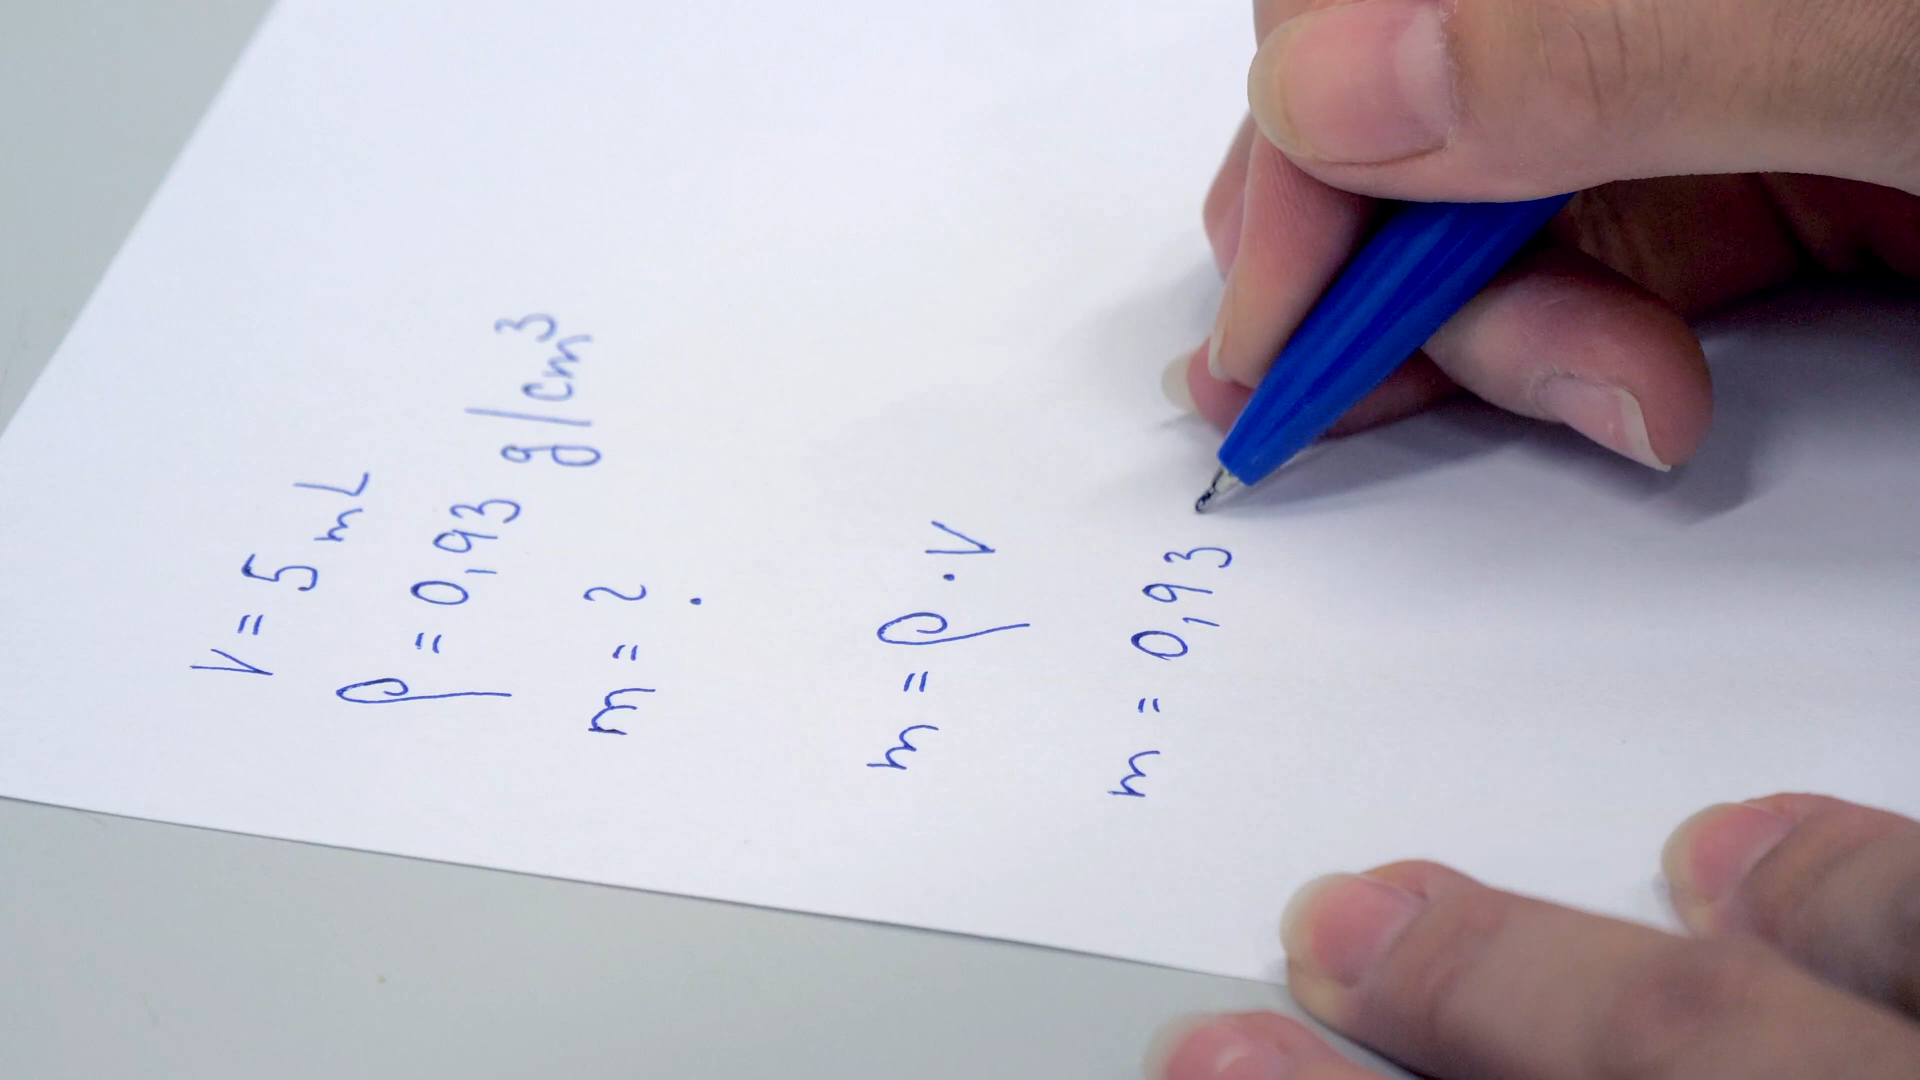 V = 5 mL
ρ = 0,93 g/cm³
m = ?
m = ρ · V
m = 0,93